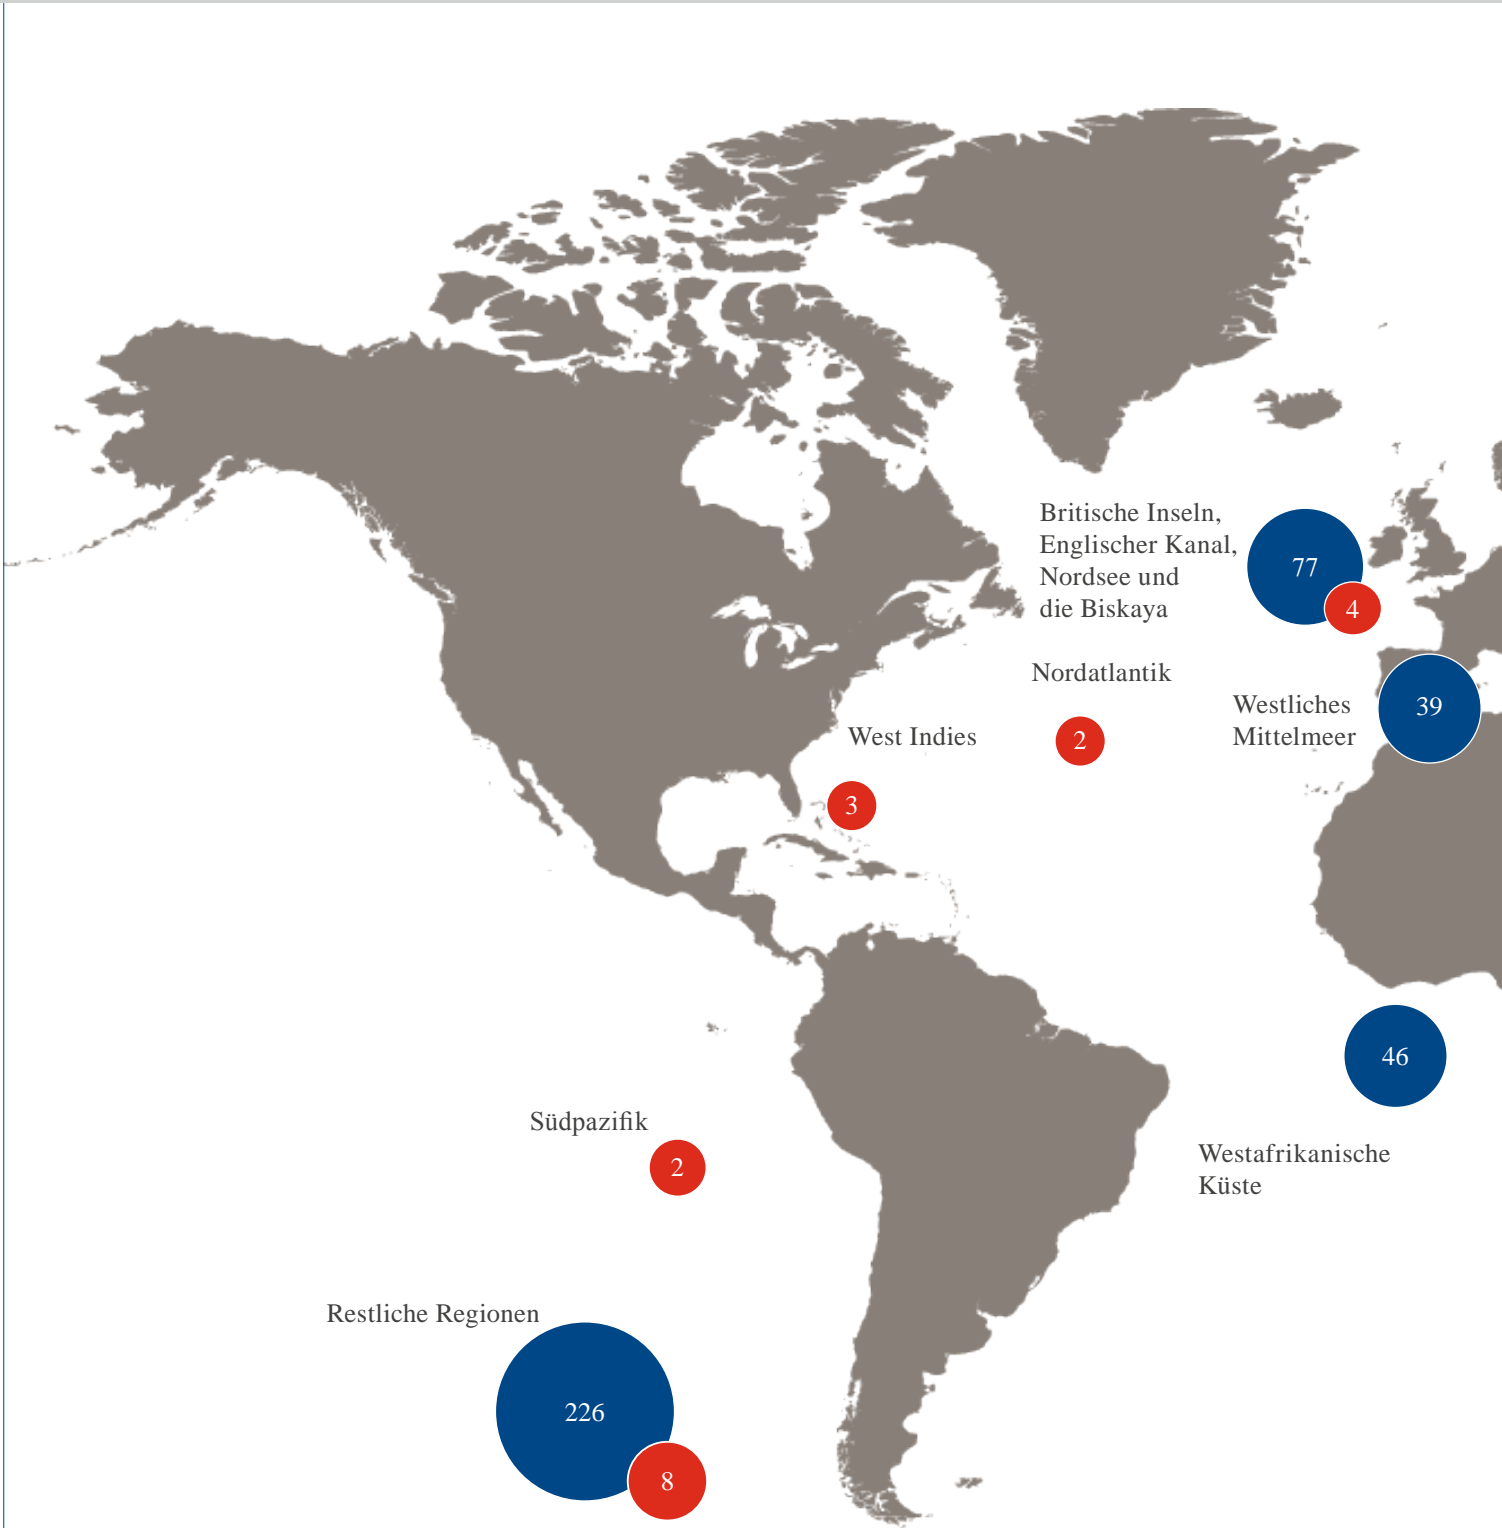 Britische Inseln,
Englischer Kanal,
Nordsee und
die Biskaya
77
4
Nordatlantik
2
Westliches
Mittelmeer
39
West Indies
3
46
Westafrikanische
Küste
Südpazifik
2
Restliche Regionen
226
8